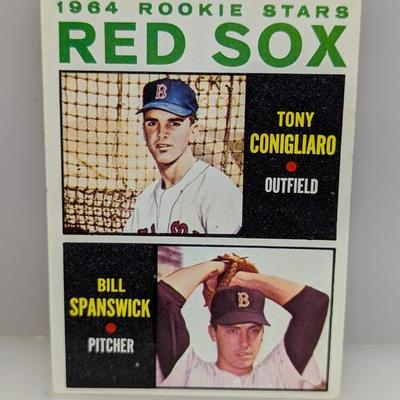 1964 ROOKIE STARS
RED SOX
TONY
CONIGLIARO
OUTFIELD
B
BILL
SPANSWICK
PITCHER
B